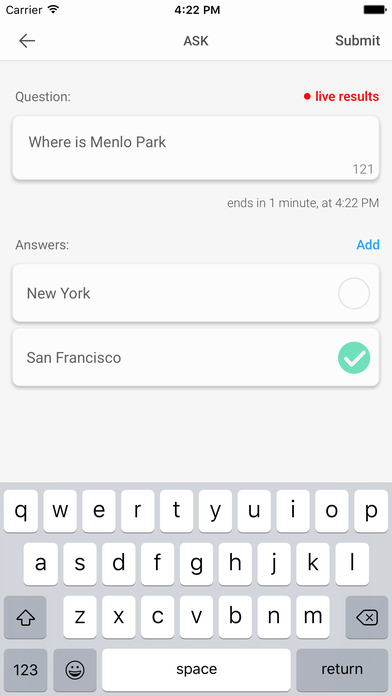 Carrier 4:22 PM
ASK Submit
Question: live results
Where is Menlo Park
121
ends in 1 minute, at 4:22 PM
Answers: Add
New York
San Francisco
q w e r t y u i o p
a s d f g h j k l
z x c v b n m
123 space return